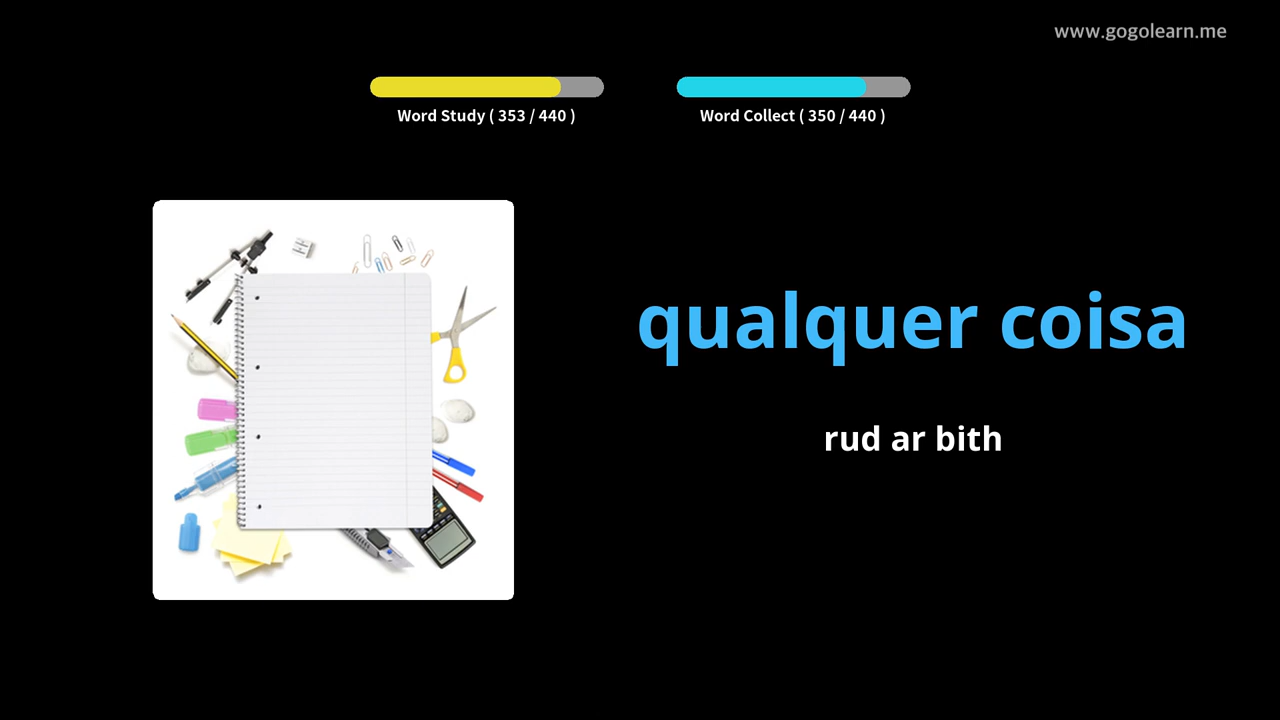 www.gogolearn.me
Word Study ( 353 / 440 )
Word Collect ( 350 / 440 )
qualquer coisa
rud ar bith